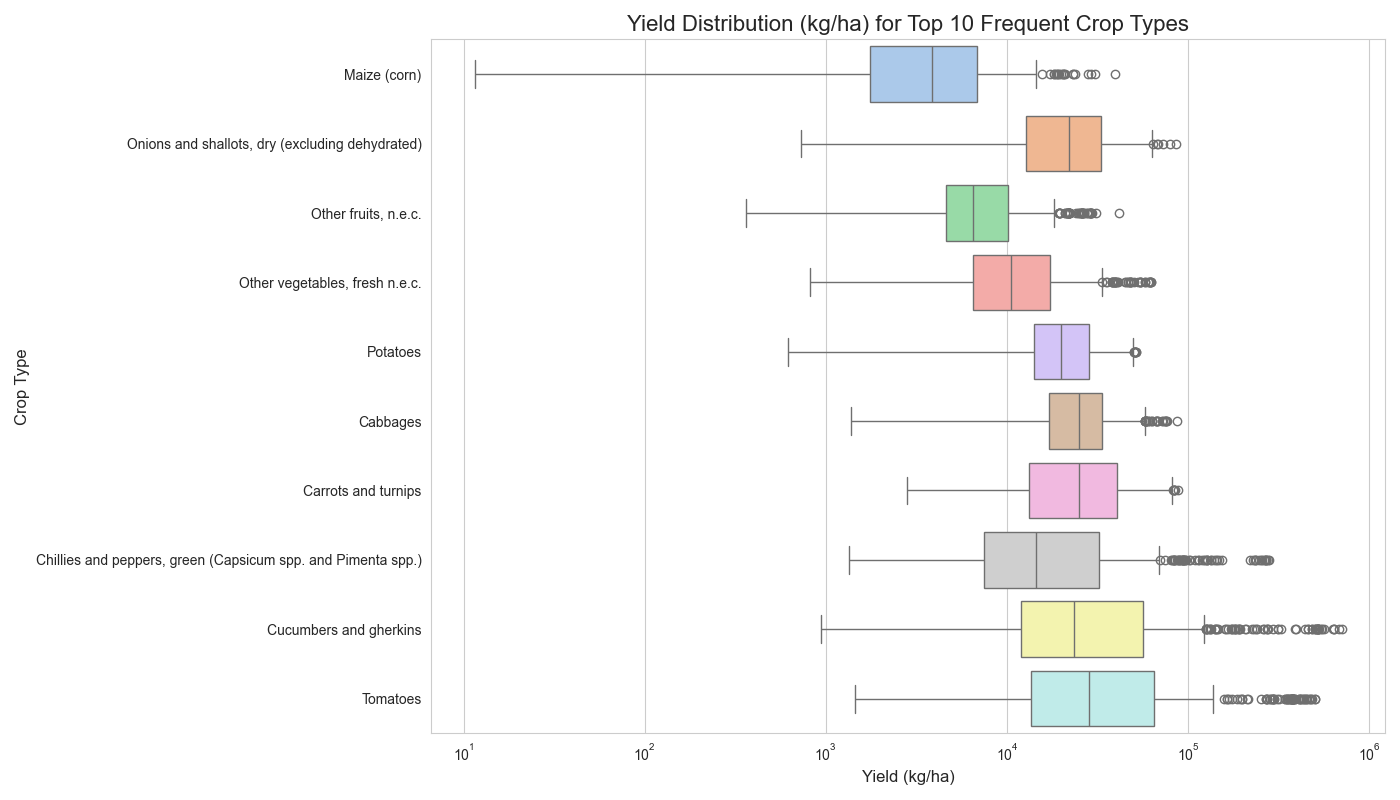 Yield Distribution (kg/ha) for Top 10 Frequent Crop Types
Crop Type
Maize (corn)
Onions and shallots, dry (excluding dehydrated)
Other fruits, n.e.c.
Other vegetables, fresh n.e.c.
Potatoes
Cabbages
Carrots and turnips
Chillies and peppers, green (Capsicum spp. and Pimenta spp.)
Cucumbers and gherkins
Tomatoes
10¹ 10² 10³ 10⁴ 10⁵ 10⁶
Yield (kg/ha)